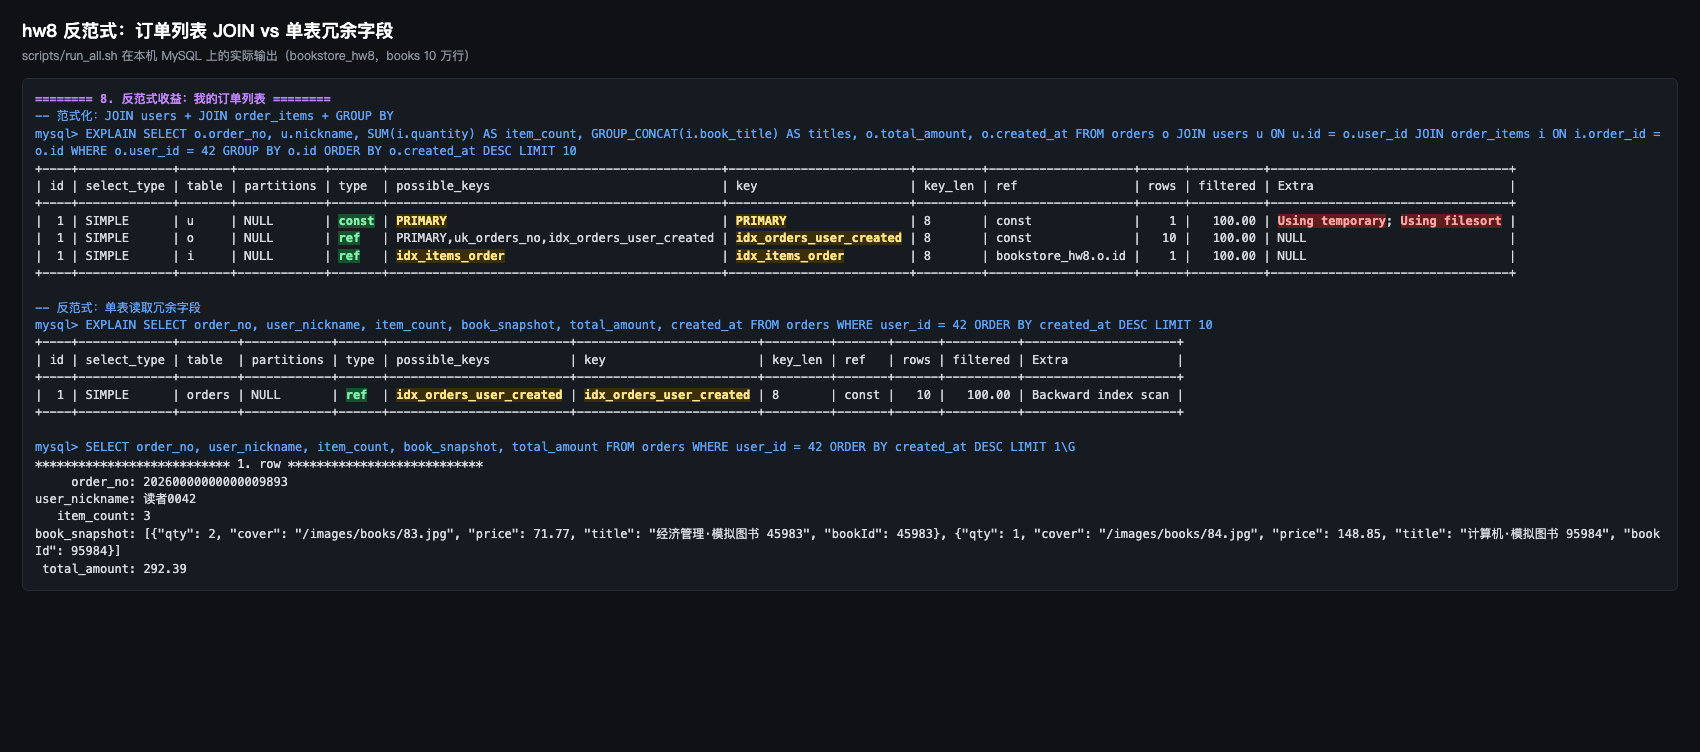 hw8 反范式：订单列表 JOIN vs 单表冗余字段
scripts/run_all.sh 在本机 MySQL 上的实际输出（bookstore_hw8，books 10 万行）
======== 8. 反范式收益：我的订单列表 ========
-- 范式化：JOIN users + JOIN order_items + GROUP BY
mysql> EXPLAIN SELECT o.order_no, u.nickname, SUM(i.quantity) AS item_count, GROUP_CONCAT(i.book_title) AS titles, o.total_amount, o.created_at FROM orders o JOIN users u ON u.id = o.user_id JOIN order_items i ON i.order_id =
o.id WHERE o.user_id = 42 GROUP BY o.id ORDER BY o.created_at DESC LIMIT 10
+----+-------------+-------+------------+-------+---------------------------------------------+-------------------------+---------+--------------------+------+----------+---------------------------------+
| id | select_type | table | partitions | type  | possible_keys                               | key                     | key_len | ref                | rows | filtered | Extra                           |
+----+-------------+-------+------------+-------+---------------------------------------------+-------------------------+---------+--------------------+------+----------+---------------------------------+
|  1 | SIMPLE      | u     | NULL       | const | PRIMARY                                     | PRIMARY                 | 8       | const              |    1 |   100.00 | Using temporary; Using filesort |
|  1 | SIMPLE      | o     | NULL       | ref   | PRIMARY,uk_orders_no,idx_orders_user_created | idx_orders_user_created | 8       | const              |   10 |   100.00 | NULL                            |
|  1 | SIMPLE      | i     | NULL       | ref   | idx_items_order                             | idx_items_order         | 8       | bookstore_hw8.o.id |    1 |   100.00 | NULL                            |
+----+-------------+-------+------------+-------+---------------------------------------------+-------------------------+---------+--------------------+------+----------+---------------------------------+
-- 反范式：单表读取冗余字段
mysql> EXPLAIN SELECT order_no, user_nickname, item_count, book_snapshot, total_amount, created_at FROM orders WHERE user_id = 42 ORDER BY created_at DESC LIMIT 10
+----+-------------+--------+------------+------+-------------------------+-------------------------+---------+-------+------+----------+---------------------+
| id | select_type | table  | partitions | type | possible_keys           | key                     | key_len | ref   | rows | filtered | Extra               |
+----+-------------+--------+------------+------+-------------------------+-------------------------+---------+-------+------+----------+---------------------+
|  1 | SIMPLE      | orders | NULL       | ref  | idx_orders_user_created | idx_orders_user_created | 8       | const |   10 |   100.00 | Backward index scan |
+----+-------------+--------+------------+------+-------------------------+-------------------------+---------+-------+------+----------+---------------------+
mysql> SELECT order_no, user_nickname, item_count, book_snapshot, total_amount FROM orders WHERE user_id = 42 ORDER BY created_at DESC LIMIT 1\G
*************************** 1. row ***************************
order_no: 20260000000000009893
user_nickname: 读者0042
item_count: 3
book_snapshot: [{"qty": 2, "cover": "/images/books/83.jpg", "price": 71.77, "title": "经济管理·模拟图书 45983", "bookId": 45983}, {"qty": 1, "cover": "/images/books/84.jpg", "price": 148.85, "title": "计算机·模拟图书 95984", "book
Id": 95984}]
total_amount: 292.39